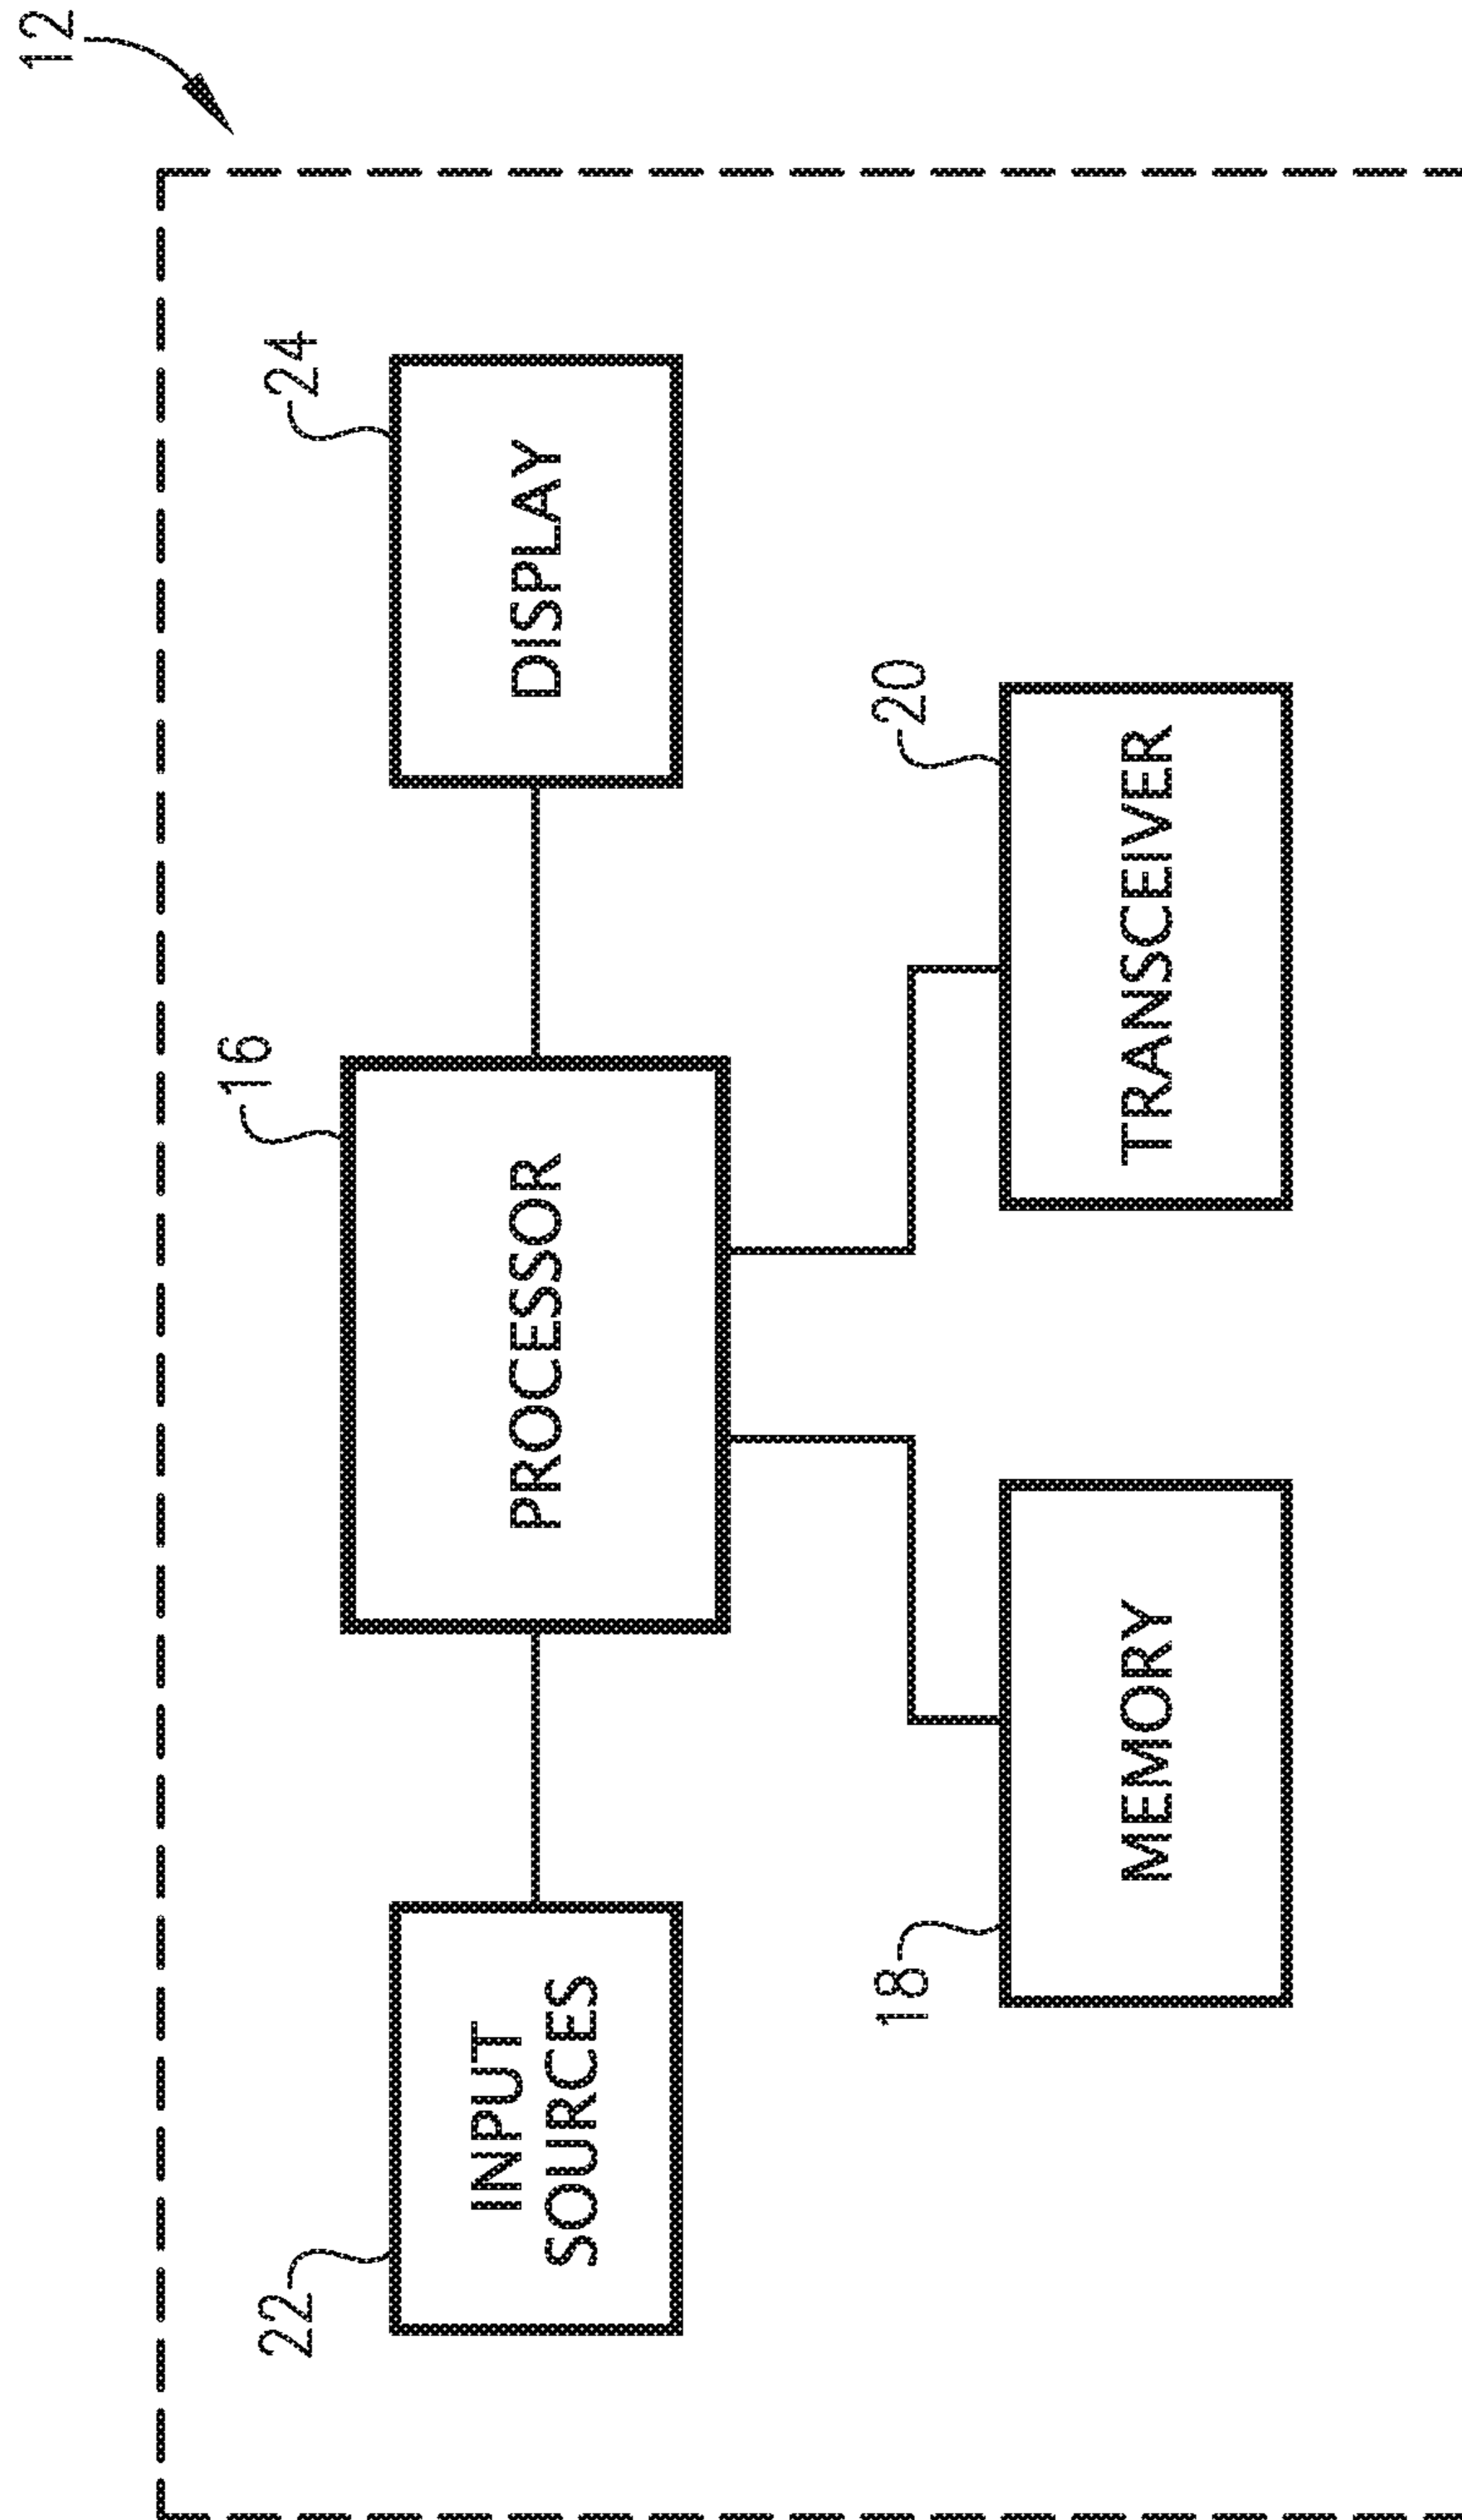 12
22
INPUT
SOURCES
16
PROCESSOR
24
DISPLAY
18
MEMORY
20
TRANSCEIVER